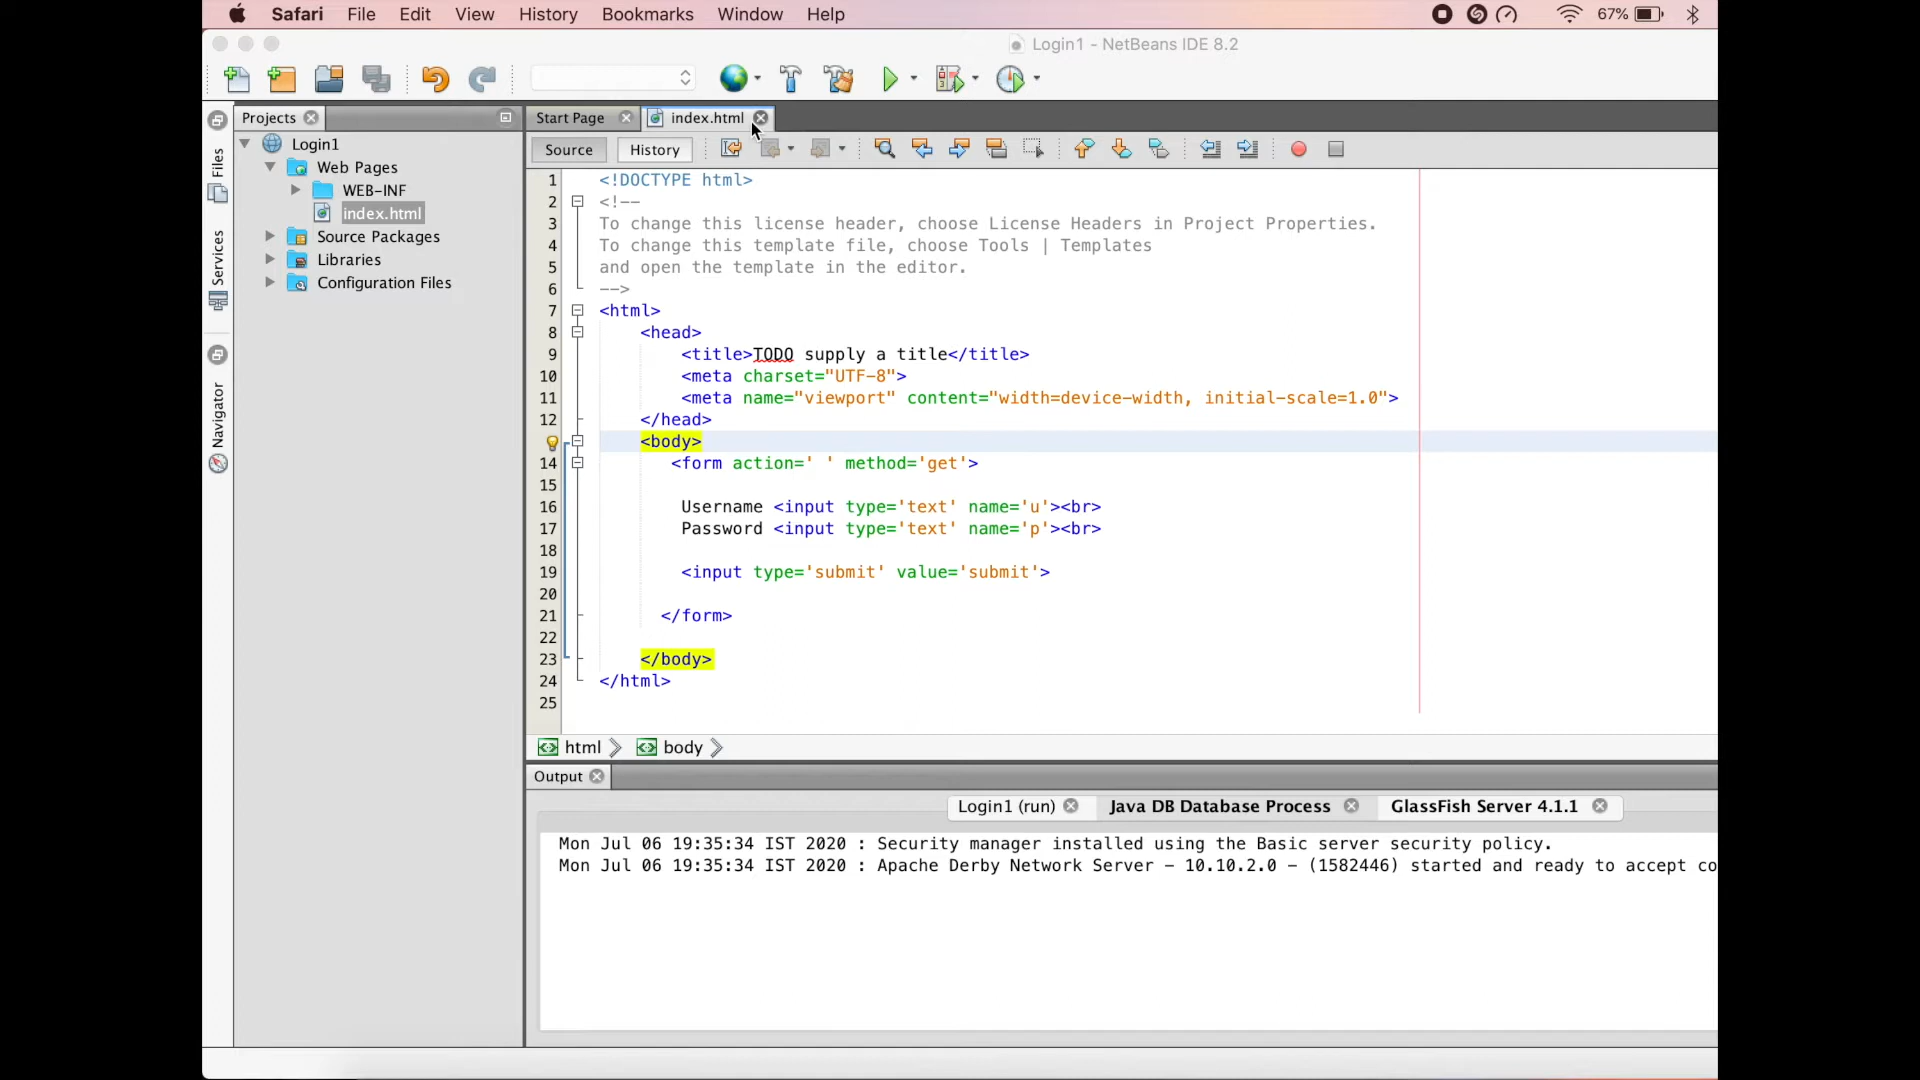 Safari File Edit View History Bookmarks Window Help 67%
Login1 - NetBeans IDE 8.2
Projects
Start Page index.html
Login1
Web Pages
WEB-INF
index.html
Source Packages
Libraries
Configuration Files
Files
Services
Navigator
Source History
1 <!DOCTYPE html>
2 <!--
3 To change this license header, choose License Headers in Project Properties.
4 To change this template file, choose Tools | Templates
5 and open the template in the editor.
6 -->
7 <html>
8 <head>
9 <title>TODO supply a title</title>
10 <meta charset="UTF-8">
11 <meta name="viewport" content="width=device-width, initial-scale=1.0">
12 </head>
<body>
14 <form action=' ' method='get'>
15
16 Username <input type='text' name='u'><br>
17 Password <input type='text' name='p'><br>
18
19 <input type='submit' value='submit'>
20
21 </form>
22
23 </body>
24 </html>
25
html body
Output
Login1 (run) Java DB Database Process GlassFish Server 4.1.1
Mon Jul 06 19:35:34 IST 2020 : Security manager installed using the Basic server security policy.
Mon Jul 06 19:35:34 IST 2020 : Apache Derby Network Server - 10.10.2.0 - (1582446) started and ready to accept co